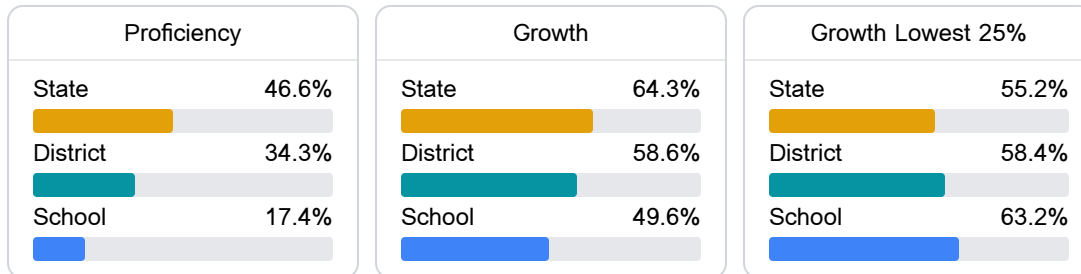 Proficiency
State 46.6%
District 34.3%
School 17.4%
Growth
State 64.3%
District 58.6%
School 49.6%
Growth Lowest 25%
State 55.2%
District 58.4%
School 63.2%